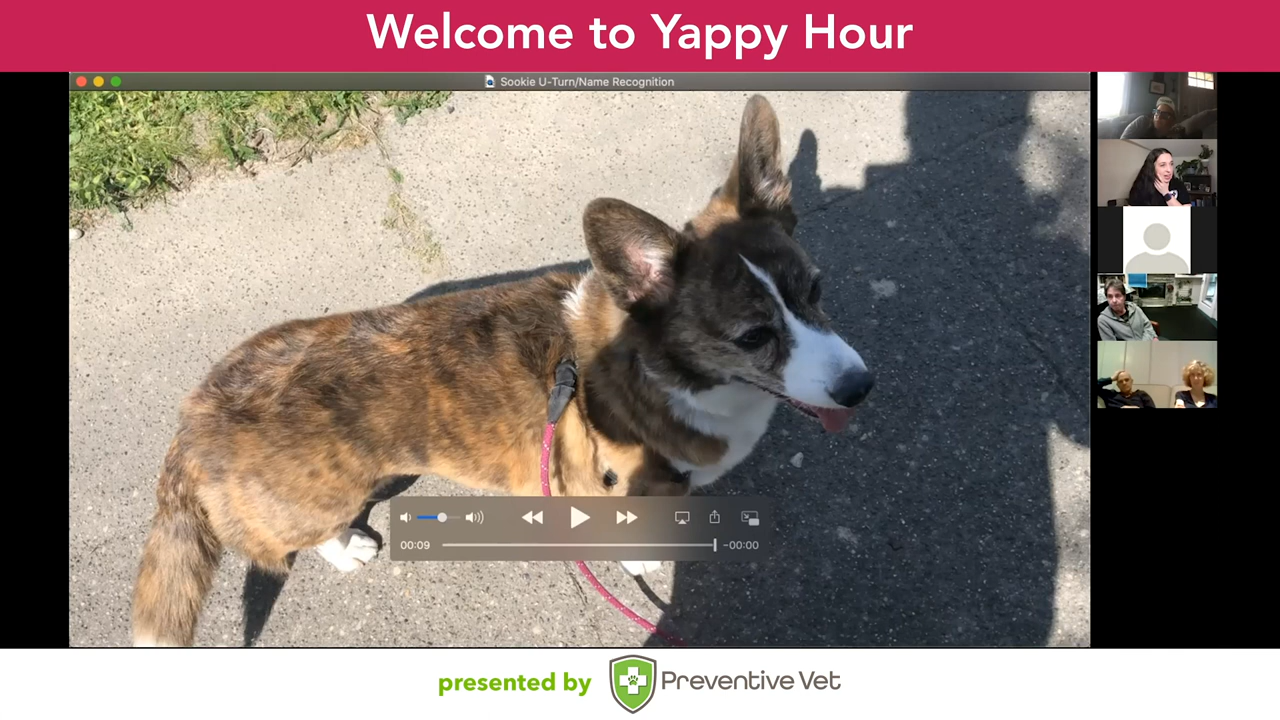 Welcome to Yappy Hour
Sookie U-Turn/Name Recognition
00:09
-00:00
presented by
Preventive Vet